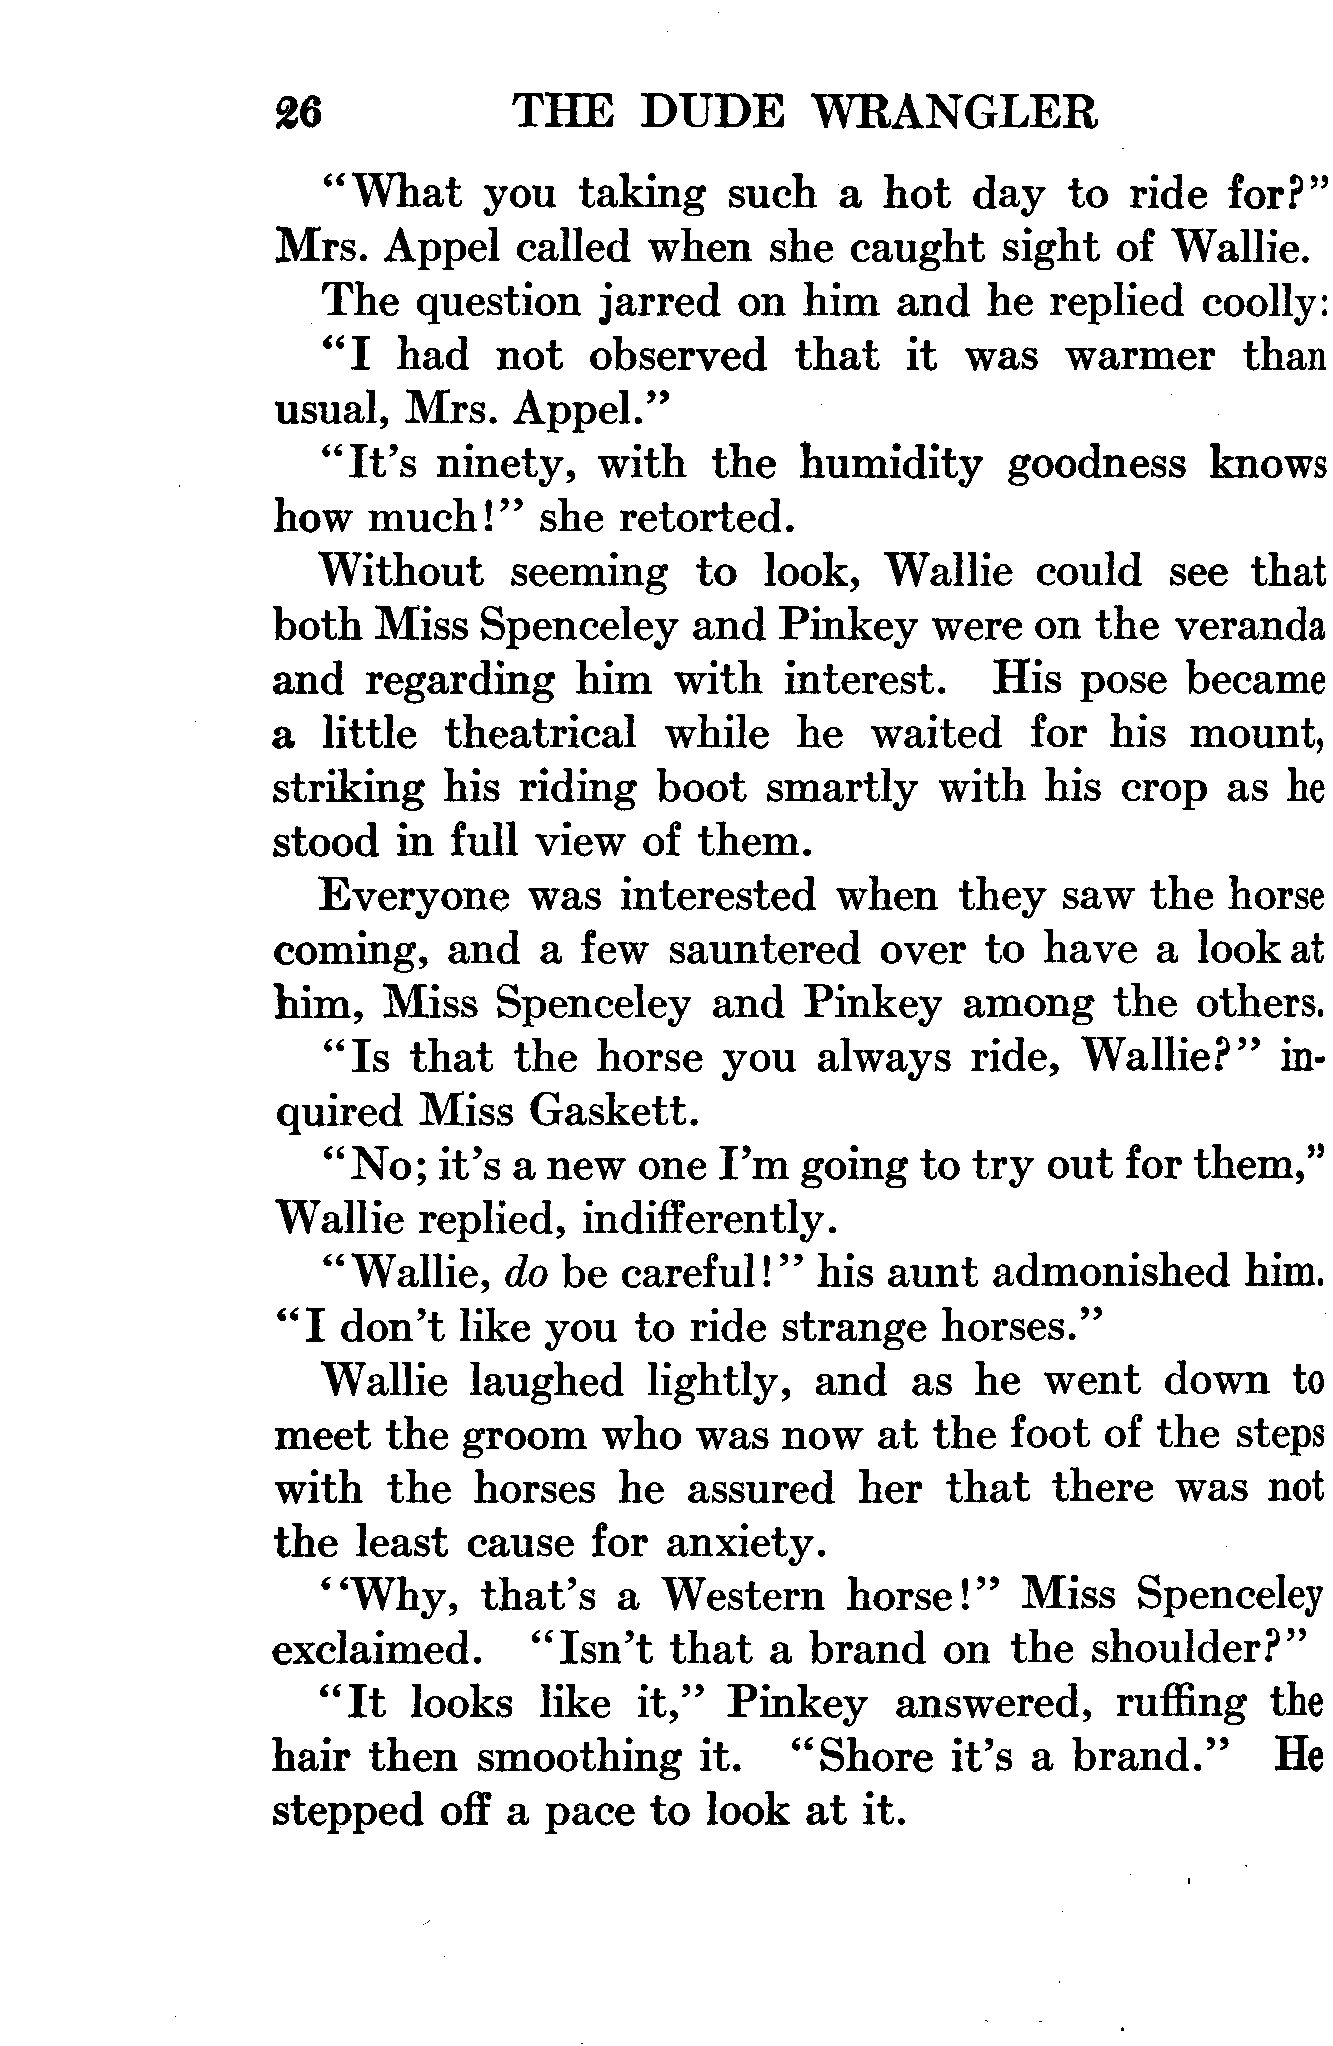 26 THE DUDE WRANGLER
“What you taking such a hot day to ride for?”
Mrs. Appel called when she caught sight of Wallie.
The question jarred on him and he replied coolly:
“I had not observed that it was warmer than
usual, Mrs. Appel.”
“It’s ninety, with the humidity goodness knows
how much!” she retorted.
Without seeming to look, Wallie could see that
both Miss Spenceley and Pinkey were on the veranda
and regarding him with interest. His pose became
a little theatrical while he waited for his mount,
striking his riding boot smartly with his crop as he
stood in full view of them.
Everyone was interested when they saw the horse
coming, and a few sauntered over to have a look at
him, Miss Spenceley and Pinkey among the others.
“Is that the horse you always ride, Wallie?” in-
quired Miss Gaskett.
“No; it’s a new one I’m going to try out for them,”
Wallie replied, indifferently.
“Wallie, do be careful!” his aunt admonished him.
“I don’t like you to ride strange horses.”
Wallie laughed lightly, and as he went down to
meet the groom who was now at the foot of the steps
with the horses he assured her that there was not
the least cause for anxiety.
“Why, that’s a Western horse!” Miss Spenceley
exclaimed. “Isn’t that a brand on the shoulder?”
“It looks like it,” Pinkey answered, ruffing the
hair then smoothing it. “Shore it’s a brand.” He
stepped off a pace to look at it.